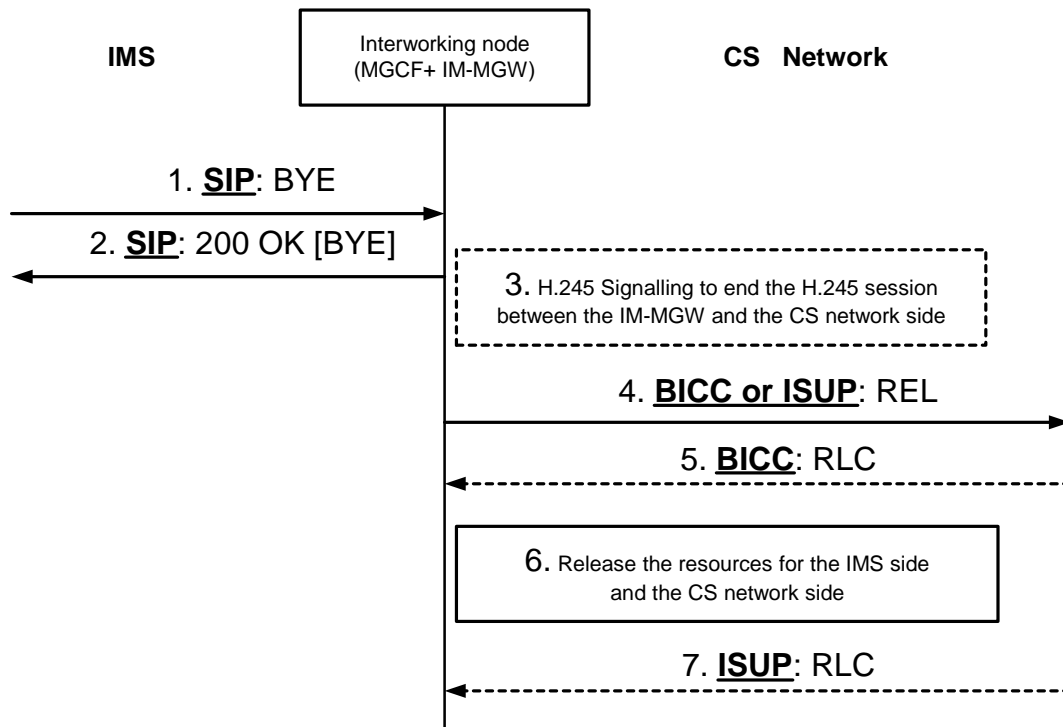 IMS
Interworking node
(MGCF+ IM-MGW)
CS Network
1. SIP: BYE
2. SIP: 200 OK [BYE]
3. H.245 Signalling to end the H.245 session
between the IM-MGW and the CS network side
4. BICC or ISUP: REL
5. BICC: RLC
6. Release the resources for the IMS side
and the CS network side
7. ISUP: RLC